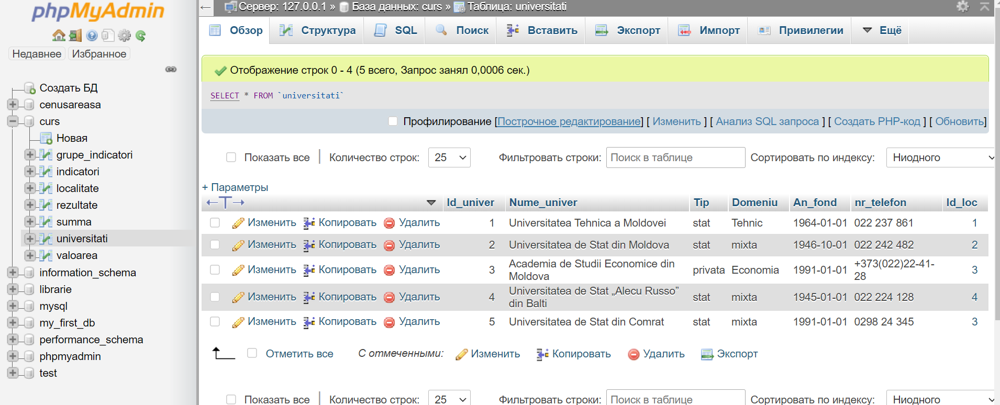 phpMyAdmin
Недавнее Избранное
Создать БД
cenusareasa
curs
Новая
grupe_indicatori
indicatori
localitate
rezultate
summa
universitati
valoarea
information_schema
librarie
mysql
my_first_db
performance_schema
phpmyadmin
test
Сервер: 127.0.0.1 » База данных: curs » Таблица: universitati
Обзор Структура SQL Поиск Вставить Экспорт Импорт Привилегии Ещё
Отображение строк 0 - 4 (5 всего, Запрос занял 0,0006 сек.)
SELECT * FROM `universitati`
Профилирование [Построчное редактирование] [ Изменить ] [ Анализ SQL запроса ] [ Создать PHP-код ] [ Обновить]
Показать все Количество строк: 25 Фильтровать строки: Поиск в таблице Сортировать по индексу: Ниодного
+ Параметры
←T→ Id_univer Nume_univer Tip Domeniu An_fond nr_telefon Id_loc
Изменить Копировать Удалить 1 Universitatea Tehnica a Moldovei stat Tehnic 1964-01-01 022 237 861 1
Изменить Копировать Удалить 2 Universitatea de Stat din Moldova stat mixta 1946-10-01 022 242 482 2
Изменить Копировать Удалить 3 Academia de Studii Economice din Moldova privata Economia 1991-01-01 +373(022)22-41-28 3
Изменить Копировать Удалить 4 Universitatea de Stat „Alecu Russo” din Balti stat mixta 1945-01-01 022 224 128 4
Изменить Копировать Удалить 5 Universitatea de Stat din Comrat stat mixta 1991-01-01 0298 24 345 3
Отметить все С отмеченными: Изменить Копировать Удалить Экспорт
Показать все Количество строк: 25 Фильтровать строки: Поиск в таблице Сортировать по индексу: Ниодного